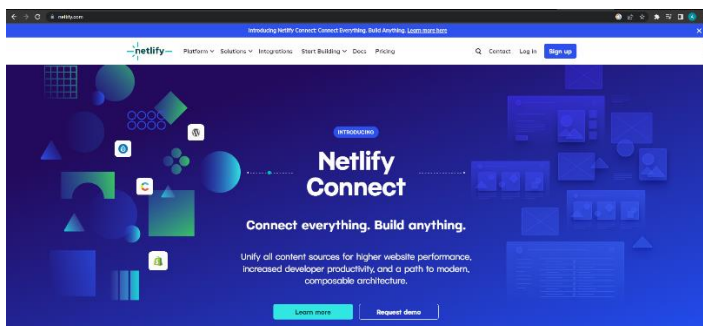 netlify.com
Introducing Netlify Connect: Connect Everything. Build Anything. Learn more here
netlify
Platform Solutions Integrations Start Building Docs Pricing Contact Log in Sign up
INTRODUCING
Netlify
Connect
Connect everything. Build anything.
Unify all content sources for higher website performance,
increased developer productivity, and a path to modern,
composable architecture.
Learn more Request demo